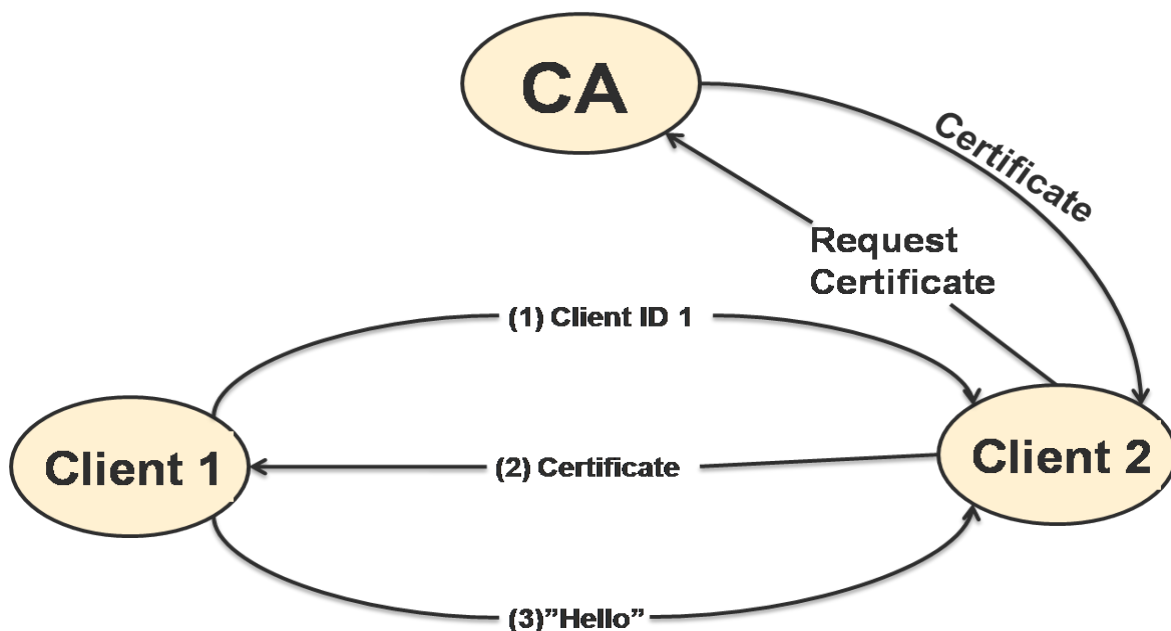 CA
Certificate
Request
Certificate
(1) Client ID 1
Client 1
(2) Certificate
Client 2
(3)”Hello”